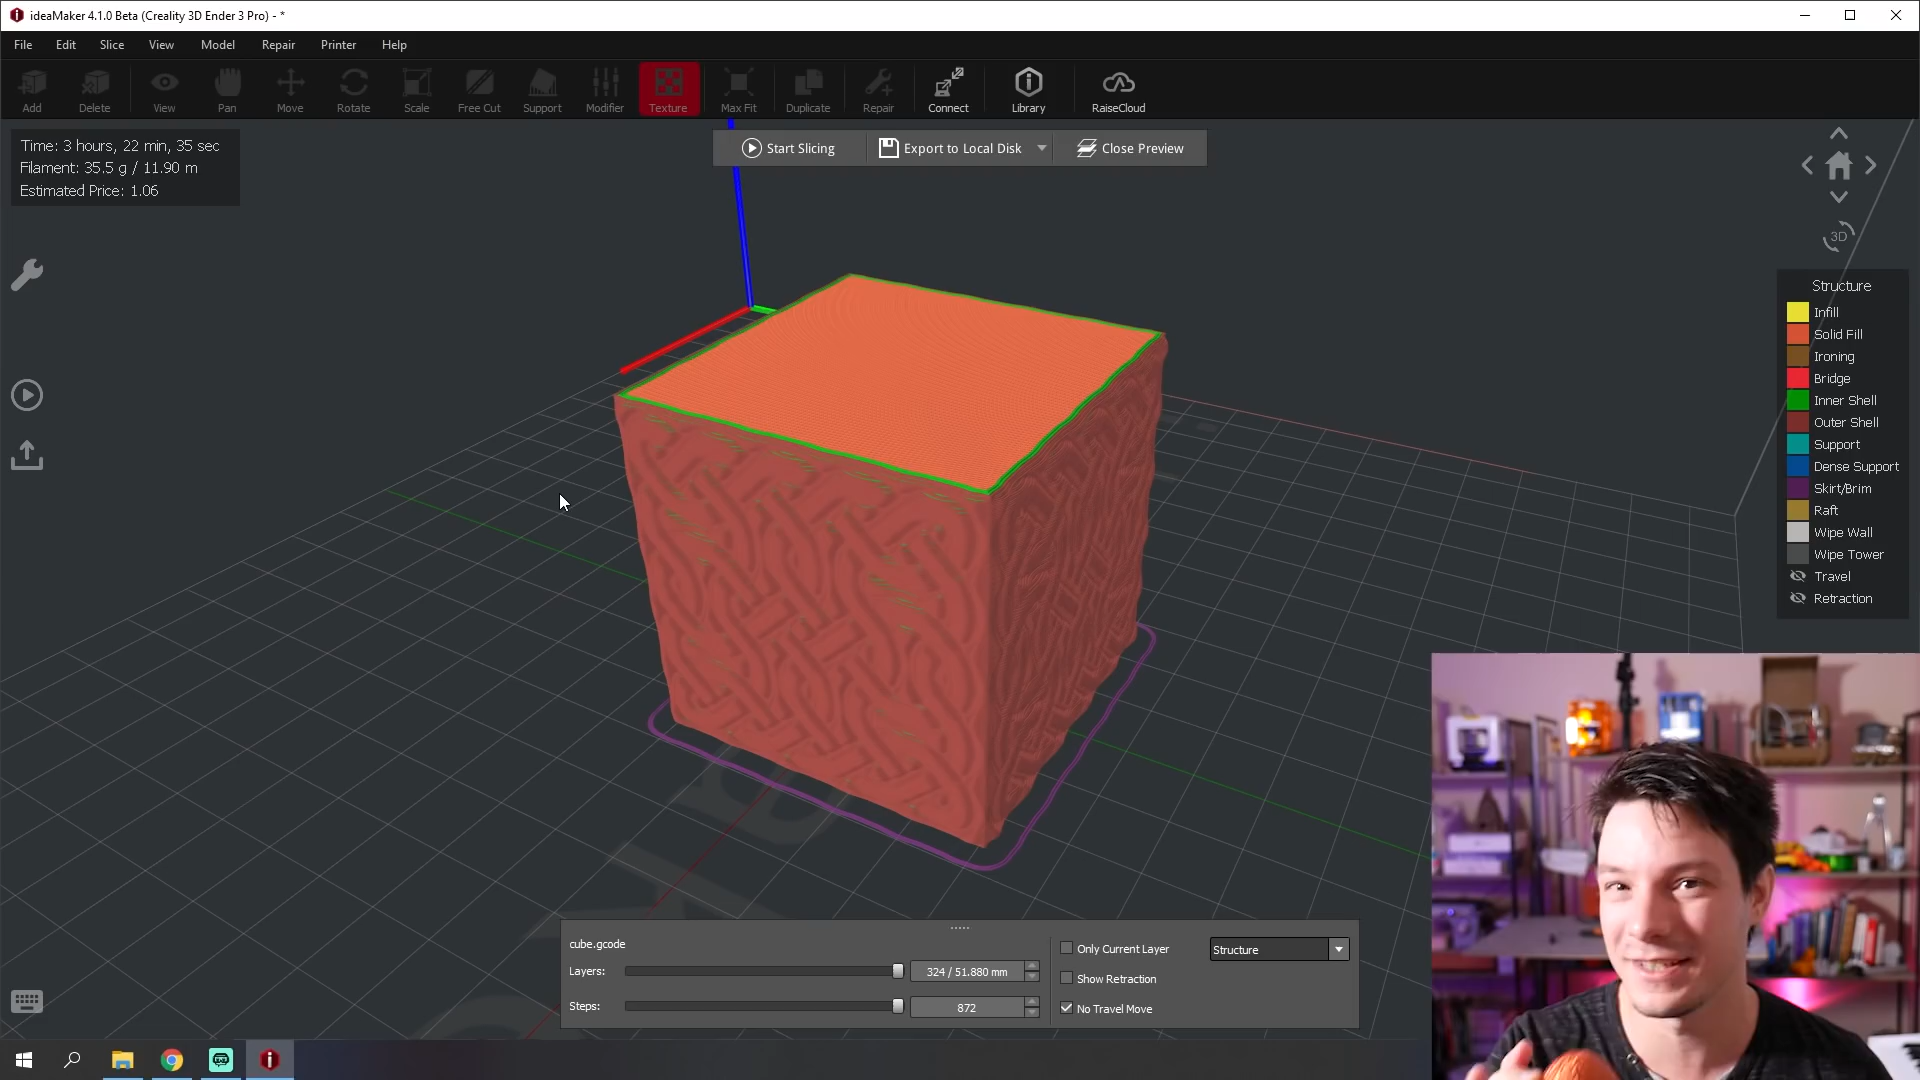 ideaMaker 4.1.0 Beta (Creality 3D Ender 3 Pro) - *
File Edit Slice View Model Repair Printer Help
Add Delete View Pan Move Rotate Scale Free Cut Support Modifier Texture Max Fit Duplicate Repair Connect Library RaiseCloud
Time: 3 hours, 22 min, 35 sec
Filament: 35.5 g / 11.90 m
Estimated Price: 1.06
Start Slicing Export to Local Disk Close Preview
3D
Structure
Infill
Solid Fill
Ironing
Bridge
Inner Shell
Outer Shell
Support
Dense Support
Skirt/Brim
Raft
Wipe Wall
Wipe Tower
Travel
Retraction
cube.gcode
Layers: 324 / 51.880 mm
Steps: 872
Only Current Layer
Show Retraction
No Travel Move
Structure